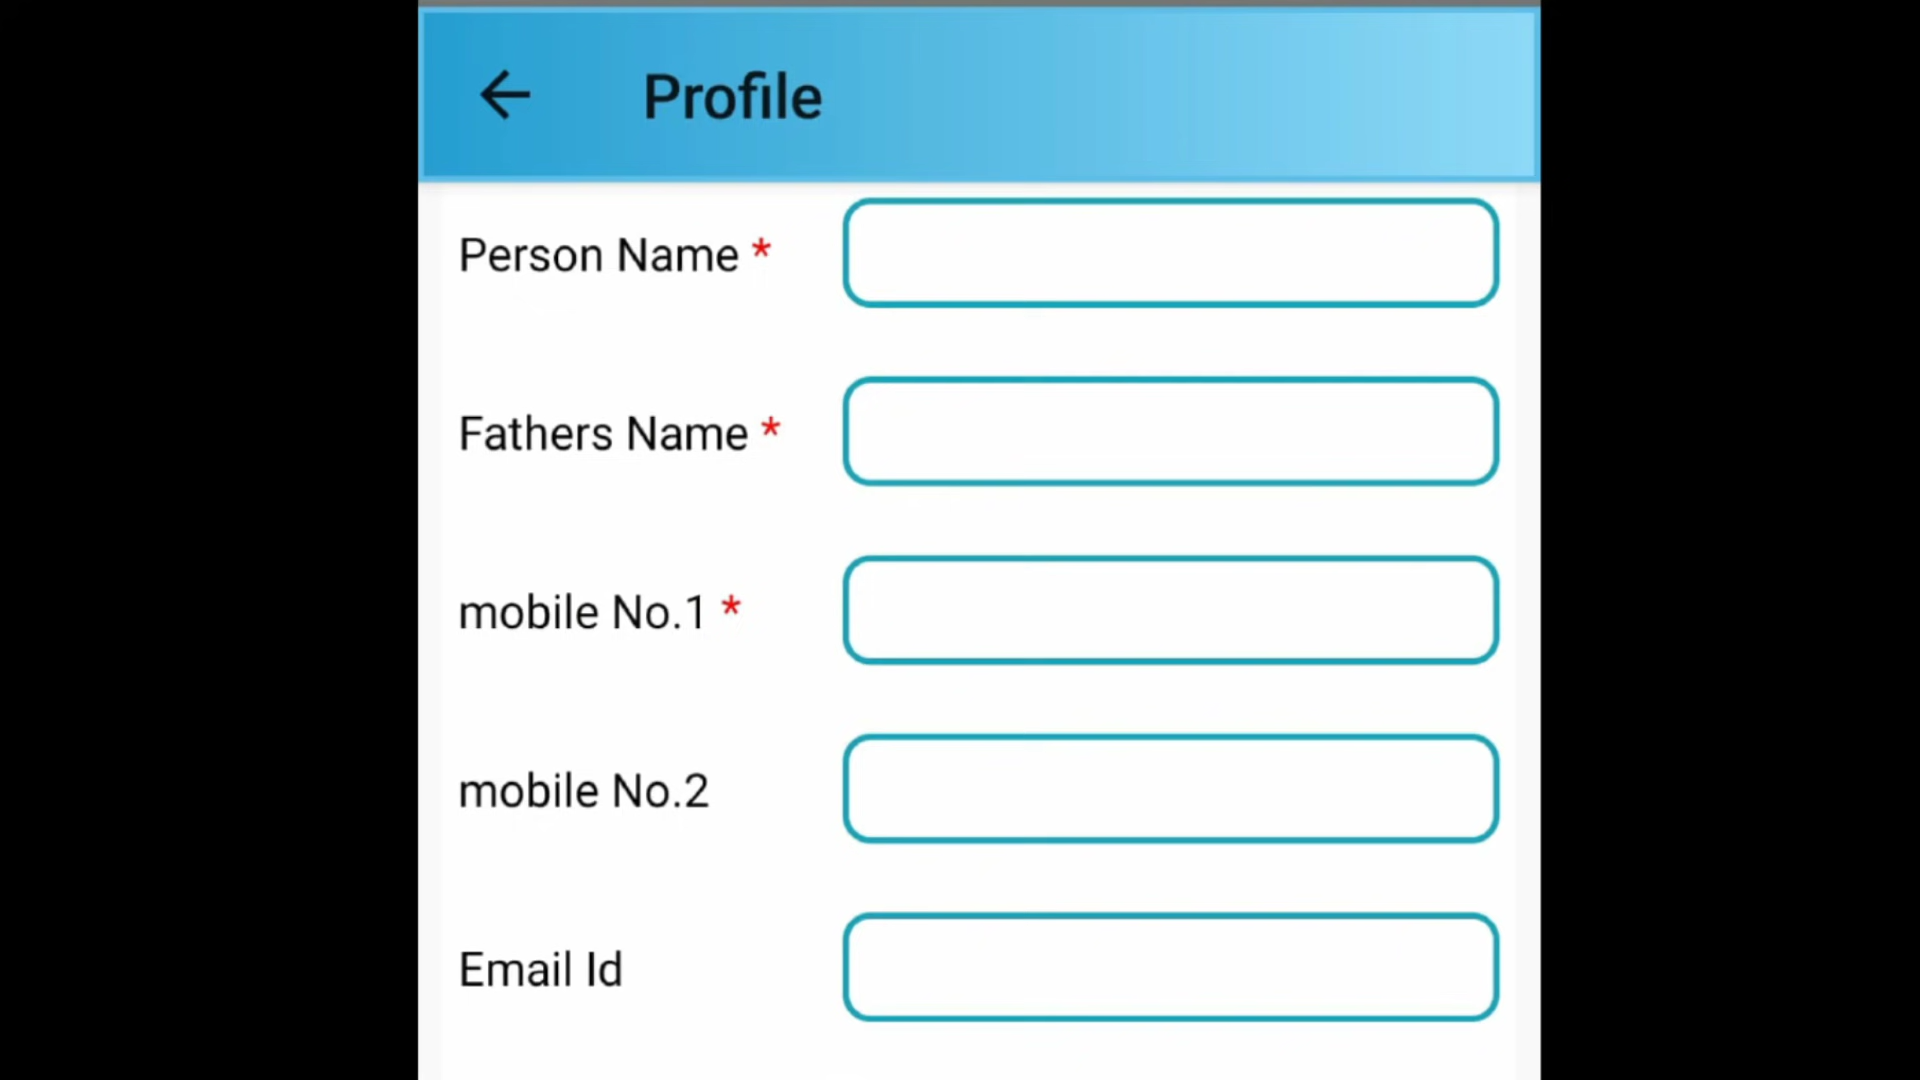 Profile
Person Name *
Fathers Name *
mobile No.1 *
mobile No.2
Email Id